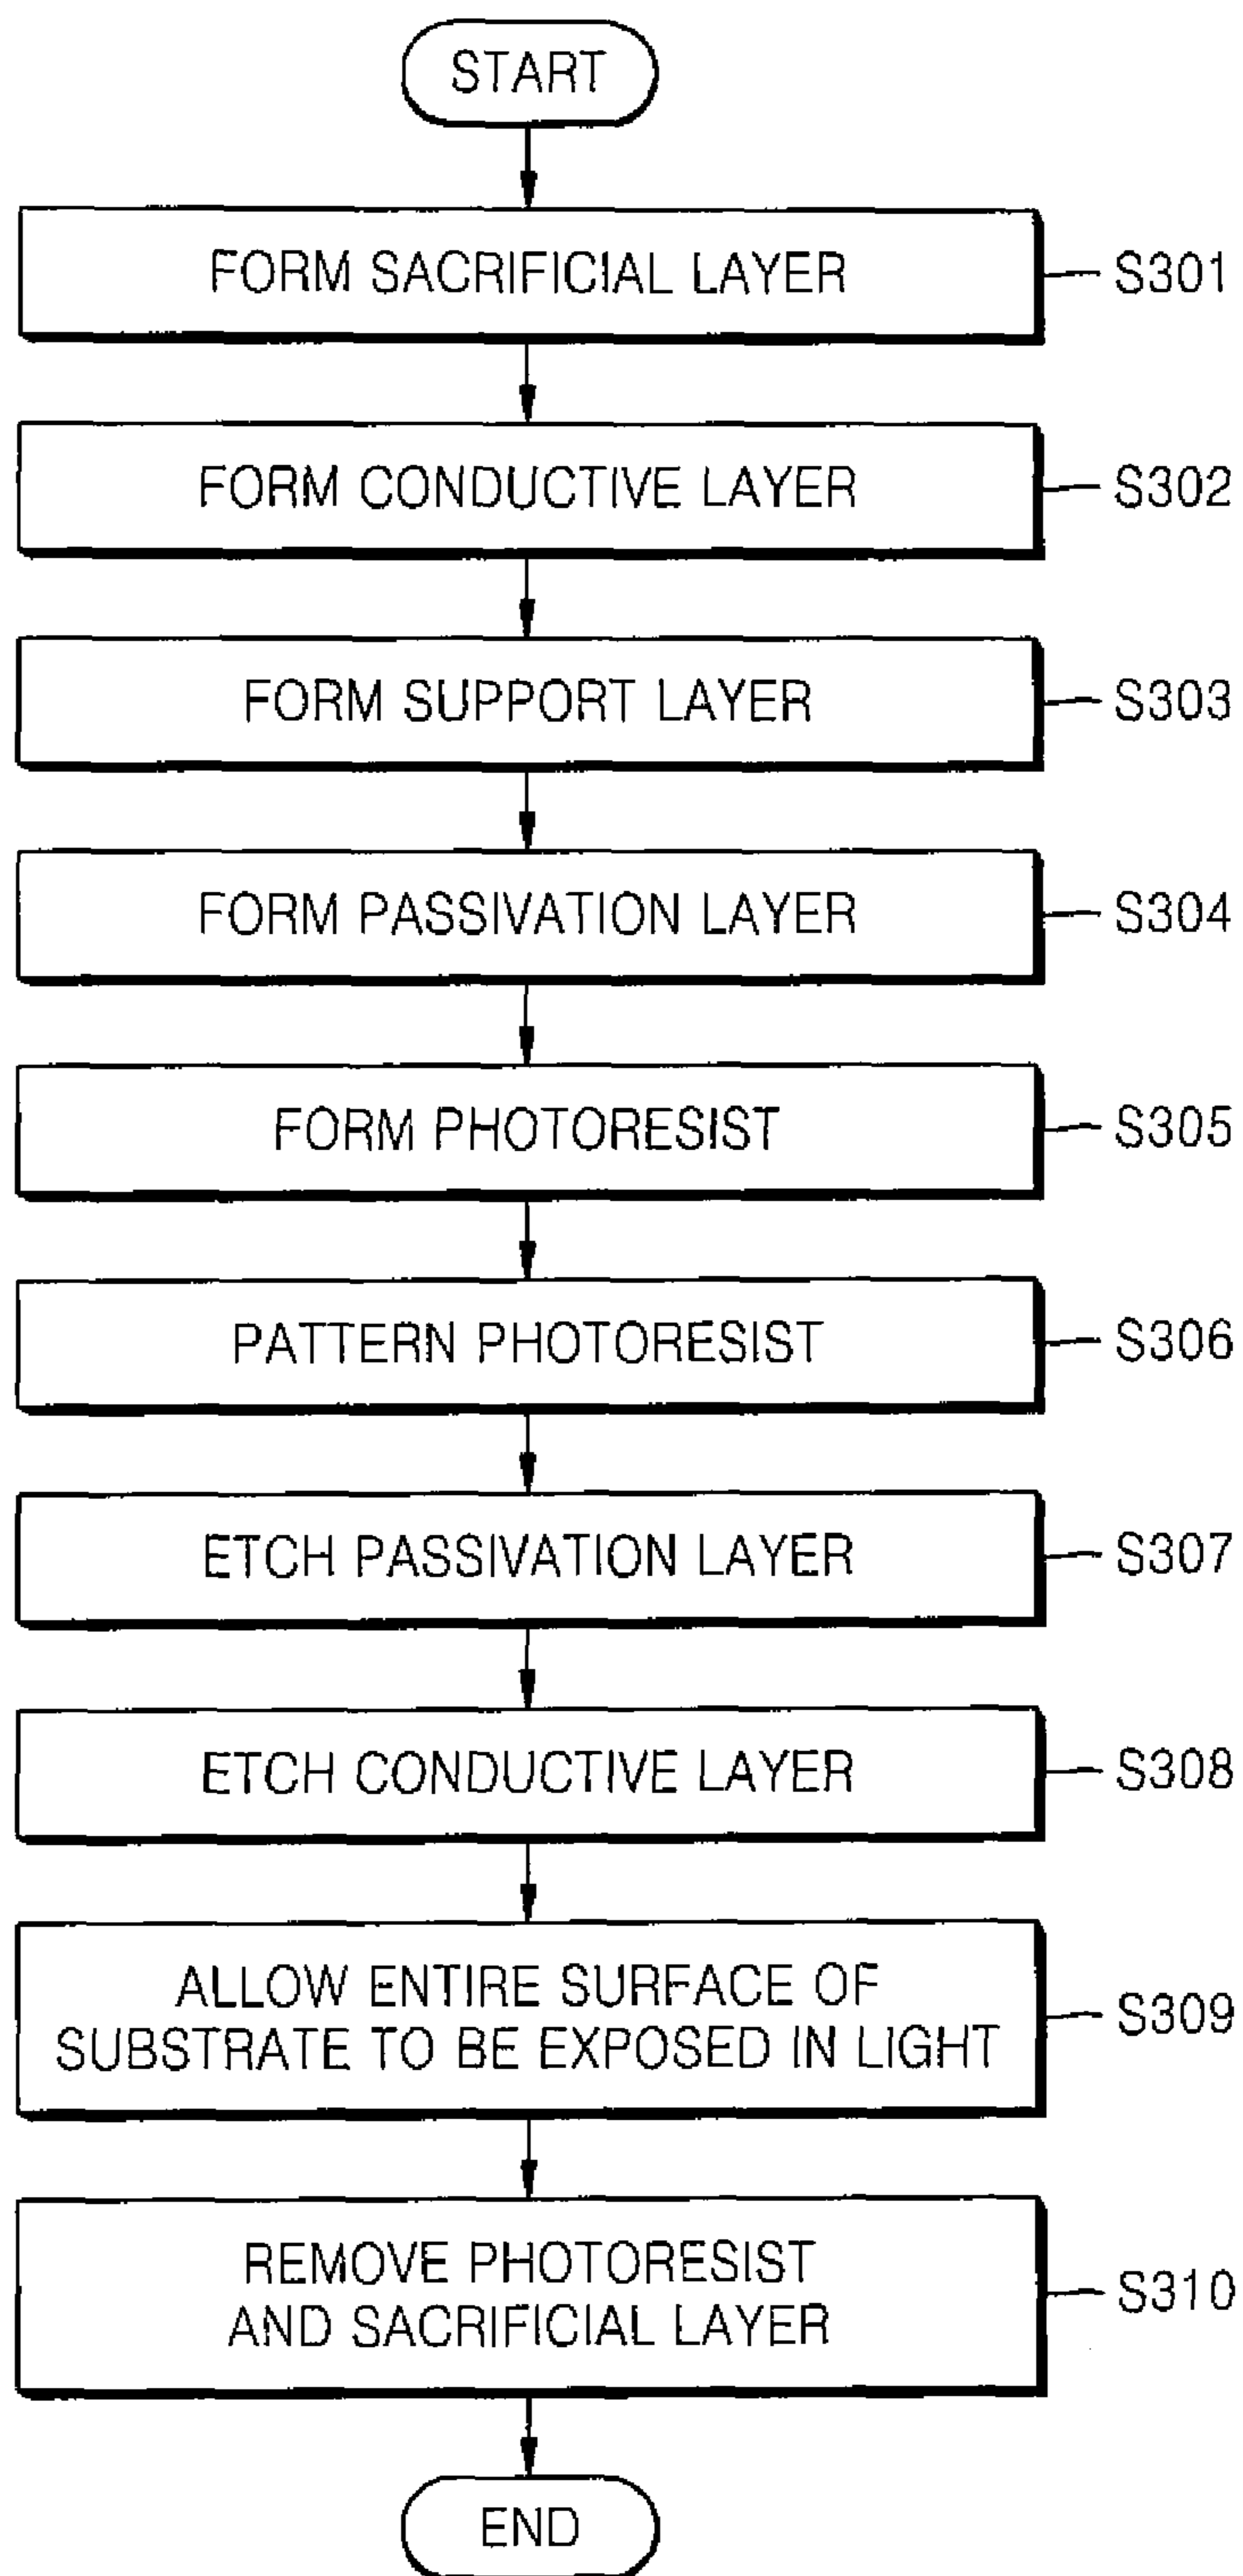 START
FORM SACRIFICIAL LAYER
S301
FORM CONDUCTIVE LAYER
S302
FORM SUPPORT LAYER
S303
FORM PASSIVATION LAYER
S304
FORM PHOTORESIST
S305
PATTERN PHOTORESIST
S306
ETCH PASSIVATION LAYER
S307
ETCH CONDUCTIVE LAYER
S308
ALLOW ENTIRE SURFACE OF
SUBSTRATE TO BE EXPOSED IN LIGHT
S309
REMOVE PHOTORESIST
AND SACRIFICIAL LAYER
S310
END